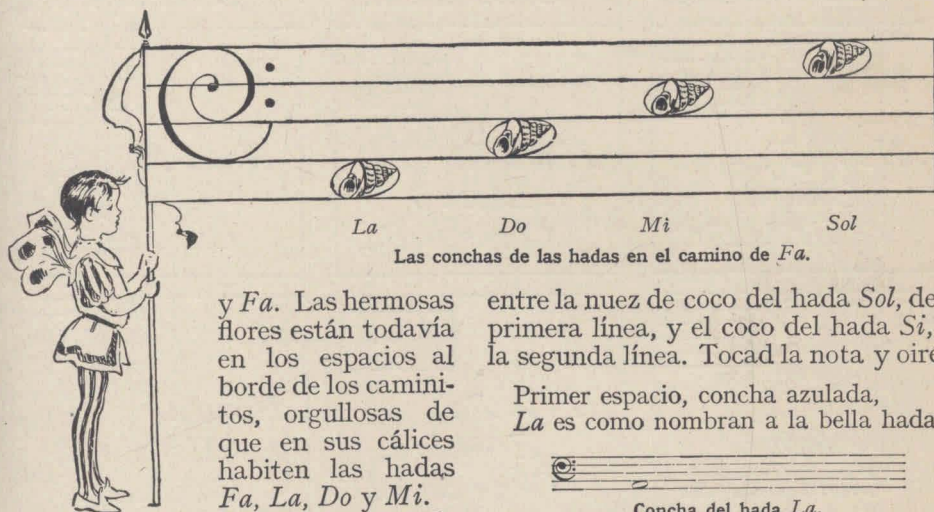 La Do Mi Sol
Las conchas de las hadas en el camino de Fa.
y Fa. Las hermosas
flores están todavía
en los espacios al
borde de los camini-
tos, orgullosas de
que en sus cálices
habiten las hadas
Fa, La, Do y Mi.
entre la nuez de coco del hada Sol, de
primera línea, y el coco del hada Si,
la segunda línea. Tocad la nota y oire
Primer espacio, concha azulada,
La es como nombran a la bella hada
Concha del hada La.